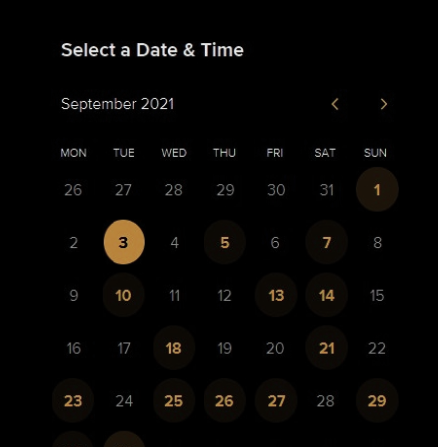 Select a Date & Time
September 2021
MON TUE WED THU FRI SAT SUN
26 27 28 29 30 31 1
2 3 4 5 6 7 8
9 10 11 12 13 14 15
16 17 18 19 20 21 22
23 24 25 26 27 28 29